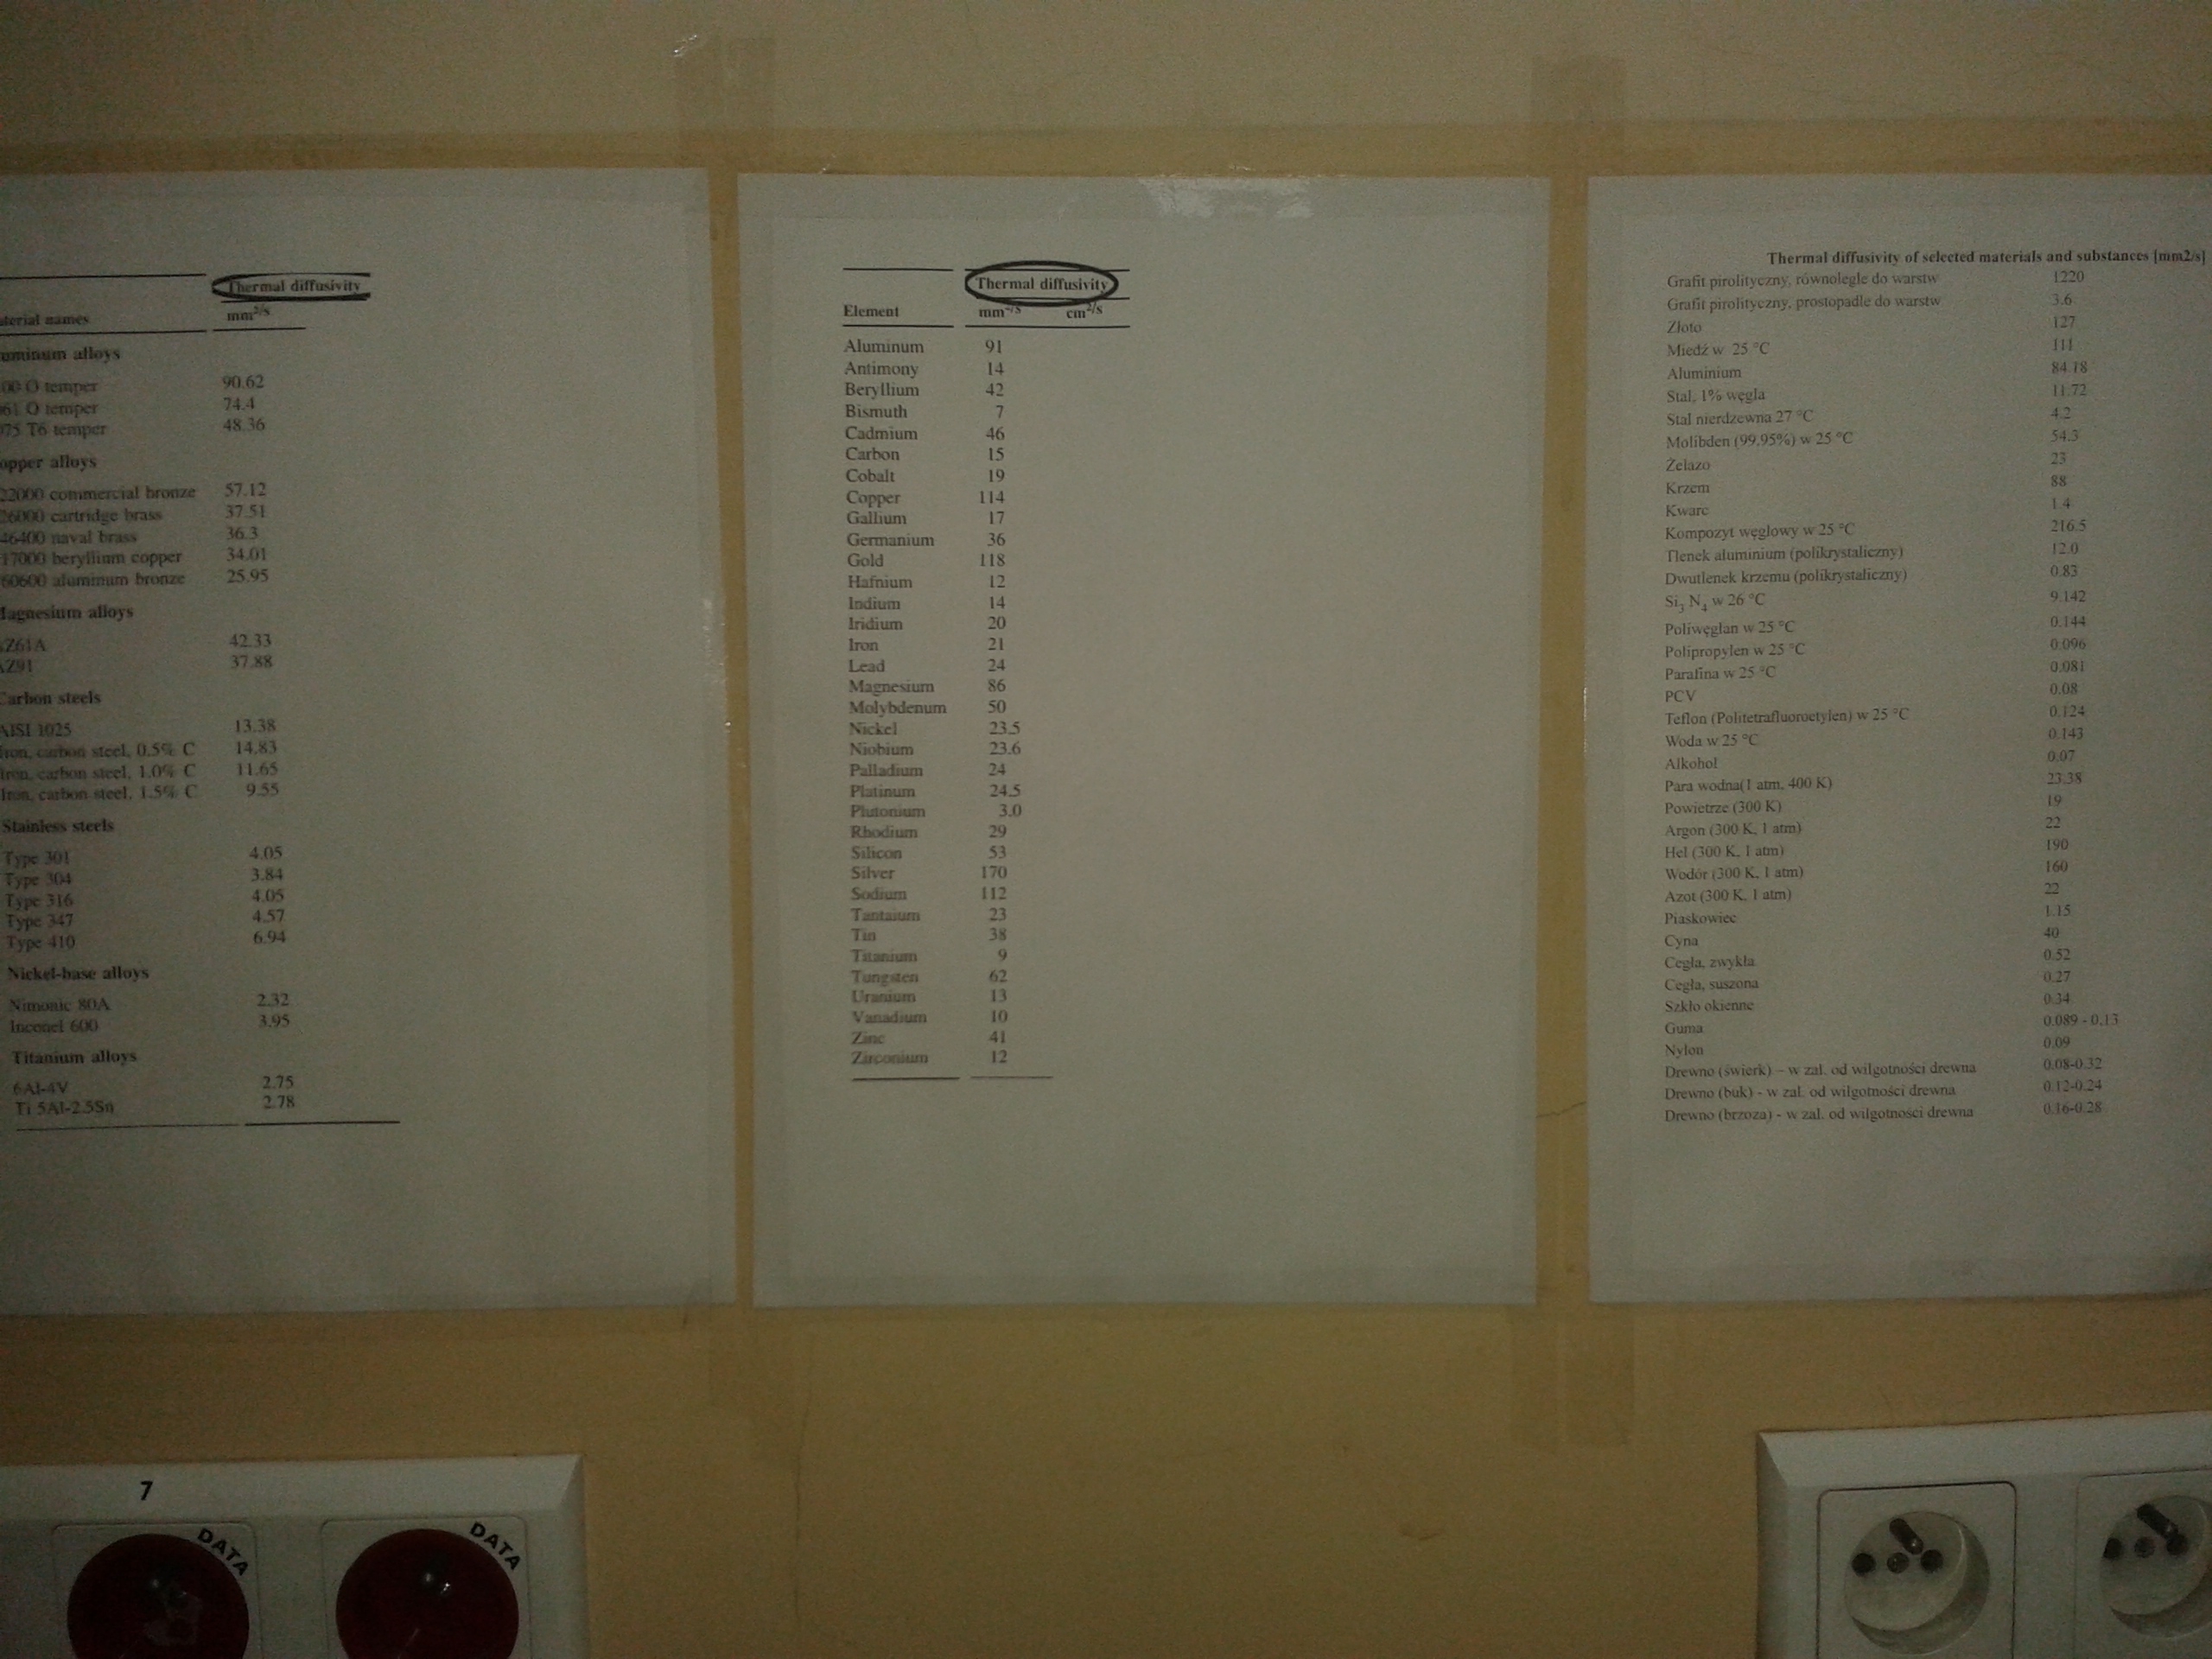 Thermal diffusivity
names
mm²/s
alloys
O temper 90.62
O temper 74.4
T6 temper 48.36
alloys
commercial bronze 57.12
cartridge brass 37.51
46400 naval brass 36.3
17000 beryllium copper 34.01
60600 aluminum bronze 25.95
Magnesium alloys
Z61A 42.33
Z91 37.88
Carbon steels
AISI 1025 13.38
Iron, carbon steel, 0.5% C 14.83
Iron, carbon steel, 1.0% C 11.65
Iron, carbon steel, 1.5% C 9.55
Stainless steels
Type 301 4.05
Type 304 3.84
Type 316 4.05
Type 347 4.57
Type 410 6.94
Nickel-base alloys
Nimonic 80A 2.32
Inconel 600 3.95
Titanium alloys
6Al-4V 2.75
Ti 5Al-2.5Sn 2.78
Thermal diffusivity
Element mm²/s cm²/s
Aluminum 91
Antimony 14
Beryllium 42
Bismuth 7
Cadmium 46
Carbon 15
Cobalt 19
Copper 114
Gallium 17
Germanium 36
Gold 118
Hafnium 12
Indium 14
Iridium 20
Iron 21
Lead 24
Magnesium 86
Molybdenum 50
Nickel 23.5
Niobium 23.6
Palladium 24
Platinum 24.5
Plutonium 3.0
Rhodium 29
Silicon 53
Silver 170
Sodium 112
Tantalum 23
Tin 38
Titanium 9
Tungsten 62
Uranium 13
Vanadium 10
Zinc 41
Zirconium 12
Thermal diffusivity of selected materials and substances [mm2/s]
Grafit pirolityczny, równolegle do warstw 1220
Grafit pirolityczny, prostopadle do warstw 3.6
Złoto 127
Miedź w 25 °C 111
Aluminium 84.18
Stal, 1% węgla 11.72
Stal nierdzewna 27 °C 4.2
Molibden (99.95%) w 25 °C 54.3
Żelazo 23
Krzem 88
Kwarc 1.4
Kompozyt węglowy w 25 °C 216.5
Tlenek aluminium (polikrystaliczny) 12.0
Dwutlenek krzemu (polikrystaliczny) 0.83
Si₃ N₄ w 26 °C 9.142
Poliwęglan w 25 °C 0.144
Polipropylen w 25 °C 0.096
Parafina w 25 °C 0.081
PCV 0.08
Teflon (Politetrafluoroetylen) w 25 °C 0.124
Woda w 25 °C 0.143
Alkohol 0.07
Para wodna(1 atm, 400 K) 23.38
Powietrze (300 K) 19
Argon (300 K, 1 atm) 22
Hel (300 K, 1 atm) 190
Wodór (300 K, 1 atm) 160
Azot (300 K, 1 atm) 22
Piaskowiec 1.15
Cyna 40
Cegła, zwykła 0.52
Cegła, suszona 0.27
Szkło okienne 0.34
Guma 0.089 - 0.13
Nylon 0.09
Drewno (świerk) – w zal. od wilgotności drewna 0.08-0.32
Drewno (buk) - w zal. od wilgotności drewna 0.12-0.24
Drewno (brzoza) - w zal. od wilgotności drewna 0.16-0.28
7
DATA
DATA